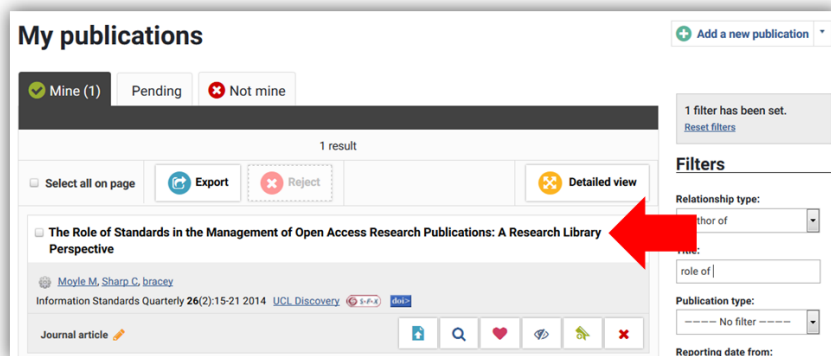 My publications
Add a new publication
Mine (1)
Pending
Not mine
1 result
Select all on page
Export
Reject
Detailed view
The Role of Standards in the Management of Open Access Research Publications: A Research Library
Perspective
Moyle M, Sharp C, bracey
Information Standards Quarterly 26(2):15-21 2014 UCL Discovery S·F·X doi>
Journal article
1 filter has been set.
Reset filters
Filters
Relationship type:
of
Title:
role of
Publication type:
---- No filter ----
Reporting date from: